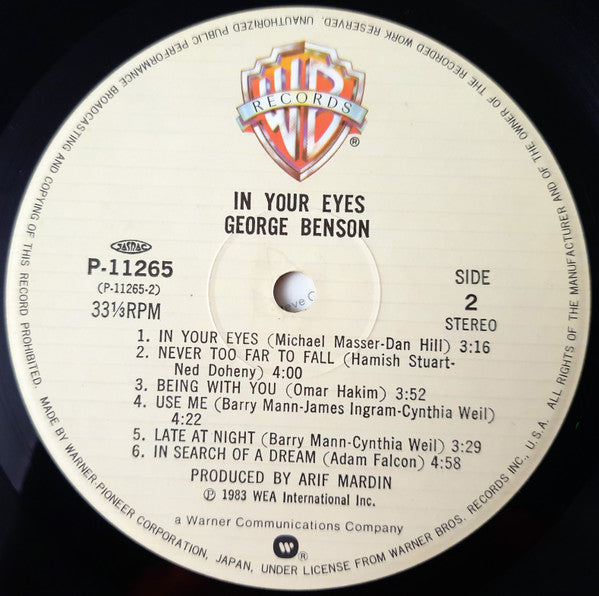 WB
RECORDS
®
IN YOUR EYES
GEORGE BENSON
JASRAC
P-11265
(P-11265-2)
33⅓RPM
SIDE
2
STEREO
1. IN YOUR EYES (Michael Masser-Dan Hill) 3:16
2. NEVER TOO FAR TO FALL (Hamish Stuart-
Ned Doheny) 4:00
3. BEING WITH YOU (Omar Hakim) 3:52
4. USE ME (Barry Mann-James Ingram-Cynthia Weil)
4:22
5. LATE AT NIGHT (Barry Mann-Cynthia Weil) 3:29
6. IN SEARCH OF A DREAM (Adam Falcon) 4:58
PRODUCED BY ARIF MARDIN
℗ 1983 WEA International Inc.
a Warner Communications Company
®
MADE BY WARNER-PIONEER CORPORATION, JAPAN, UNDER LICENSE FROM WARNER BROS. RECORDS INC., U.S.A. ALL RIGHTS OF THE MANUFACTURER AND OF THE OWNER OF THE RECORDED WORK RESERVED. UNAUTHORIZED PUBLIC PERFORMANCE BROADCASTING AND COPYING OF THIS RECORD PROHIBITED.